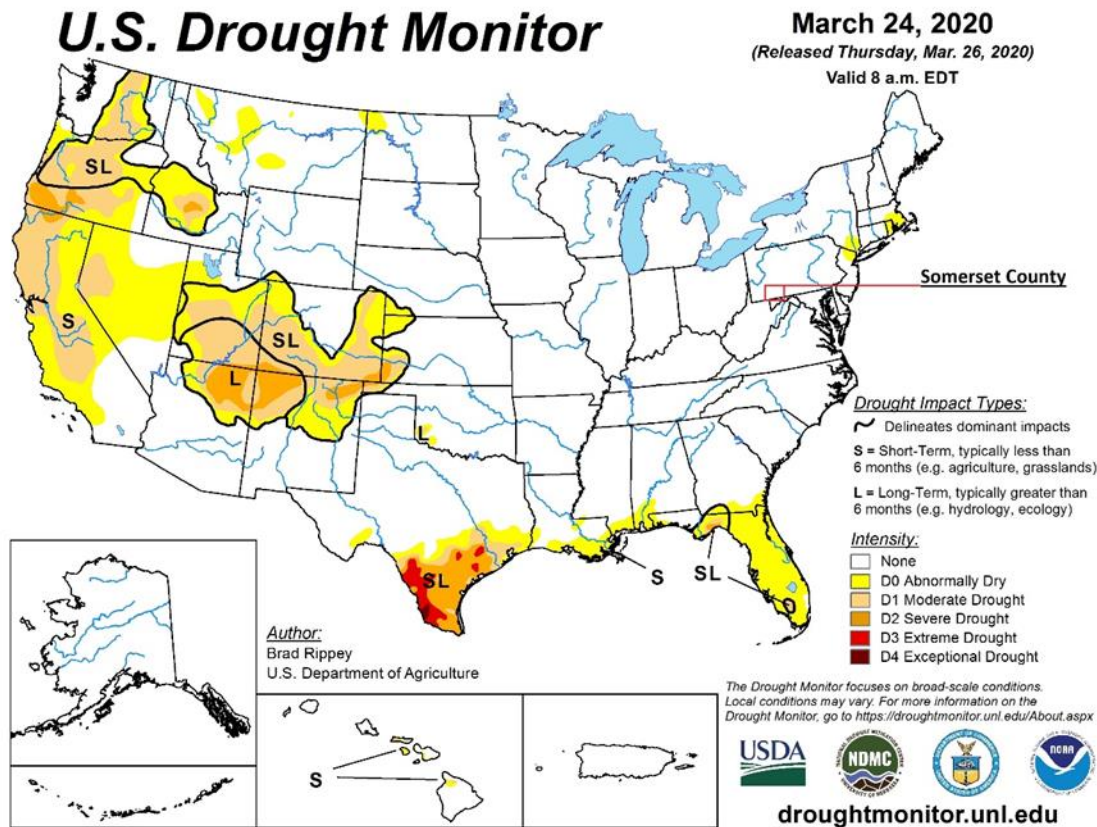 U.S. Drought Monitor
March 24, 2020
(Released Thursday, Mar. 26, 2020)
Valid 8 a.m. EDT
SL
S
SL
L
L
SL
Somerset County
Drought Impact Types:
Delineates dominant impacts
S = Short-Term, typically less than
6 months (e.g. agriculture, grasslands)
L = Long-Term, typically greater than
6 months (e.g. hydrology, ecology)
Intensity:
None
D0 Abnormally Dry
D1 Moderate Drought
D2 Severe Drought
D3 Extreme Drought
D4 Exceptional Drought
S
SL
Author:
Brad Rippey
U.S. Department of Agriculture
S
The Drought Monitor focuses on broad-scale conditions.
Local conditions may vary. For more information on the
Drought Monitor, go to https://droughtmonitor.unl.edu/About.aspx
USDA
NDMC
NOAA
droughtmonitor.unl.edu